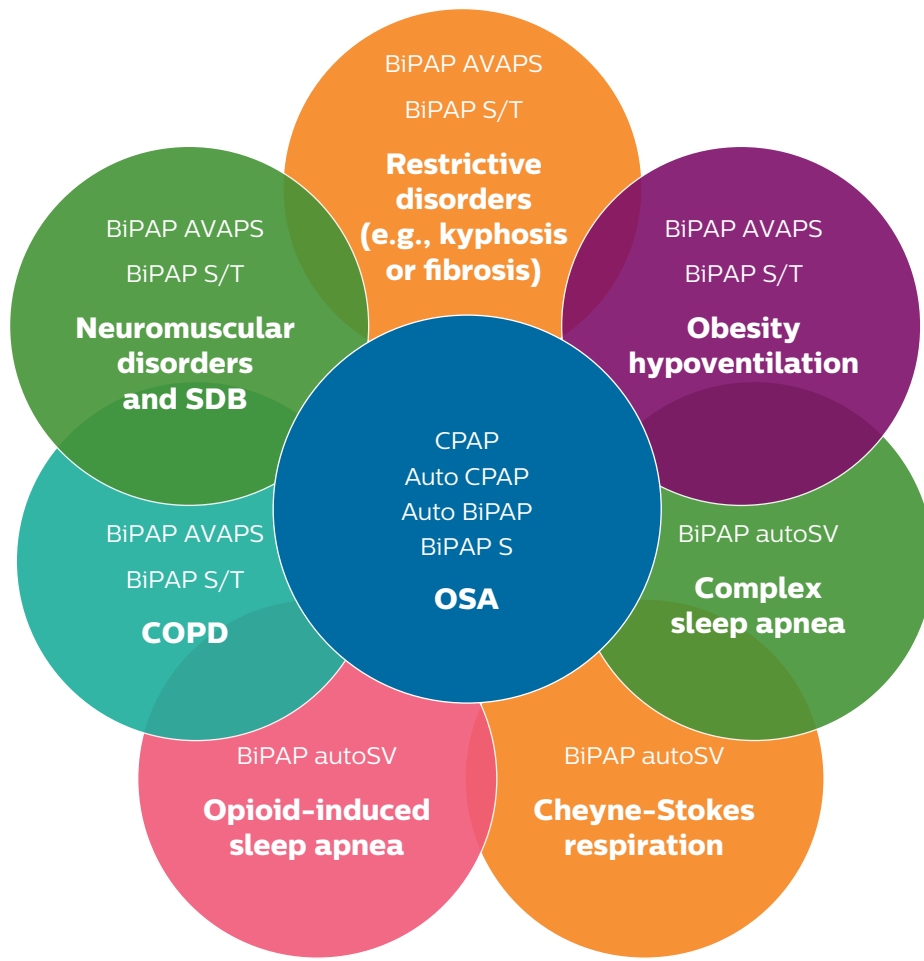 BiPAP AVAPS
BiPAP S/T
Restrictive
disorders
(e.g., kyphosis
or fibrosis)
BiPAP AVAPS
BiPAP S/T
Neuromuscular
disorders
and SDB
BiPAP AVAPS
BiPAP S/T
Obesity
hypoventilation
CPAP
Auto CPAP
Auto BiPAP
BiPAP S
OSA
BiPAP AVAPS
BiPAP S/T
COPD
BiPAP autoSV
Complex
sleep apnea
BiPAP autoSV
Opioid-induced
sleep apnea
BiPAP autoSV
Cheyne-Stokes
respiration